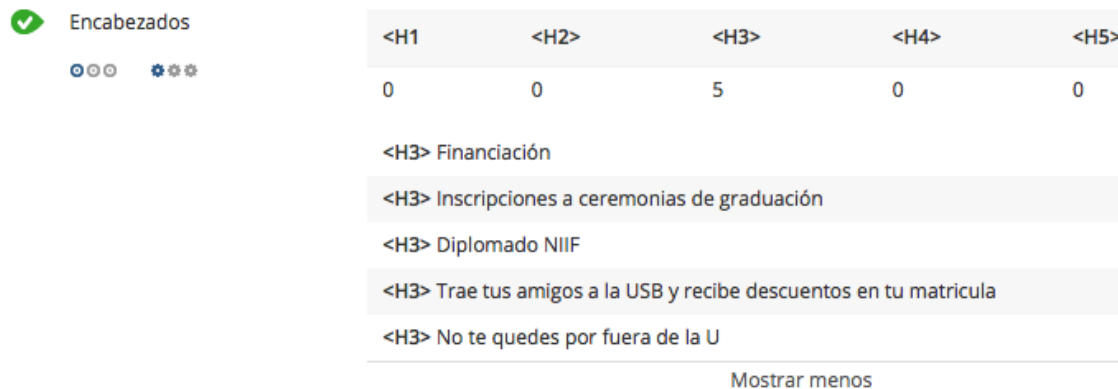 Encabezados
<H1 <H2> <H3> <H4> <H5>
0 0 5 0 0
<H3> Financiación
<H3> Inscripciones a ceremonias de graduación
<H3> Diplomado NIIF
<H3> Trae tus amigos a la USB y recibe descuentos en tu matricula
<H3> No te quedes por fuera de la U
Mostrar menos